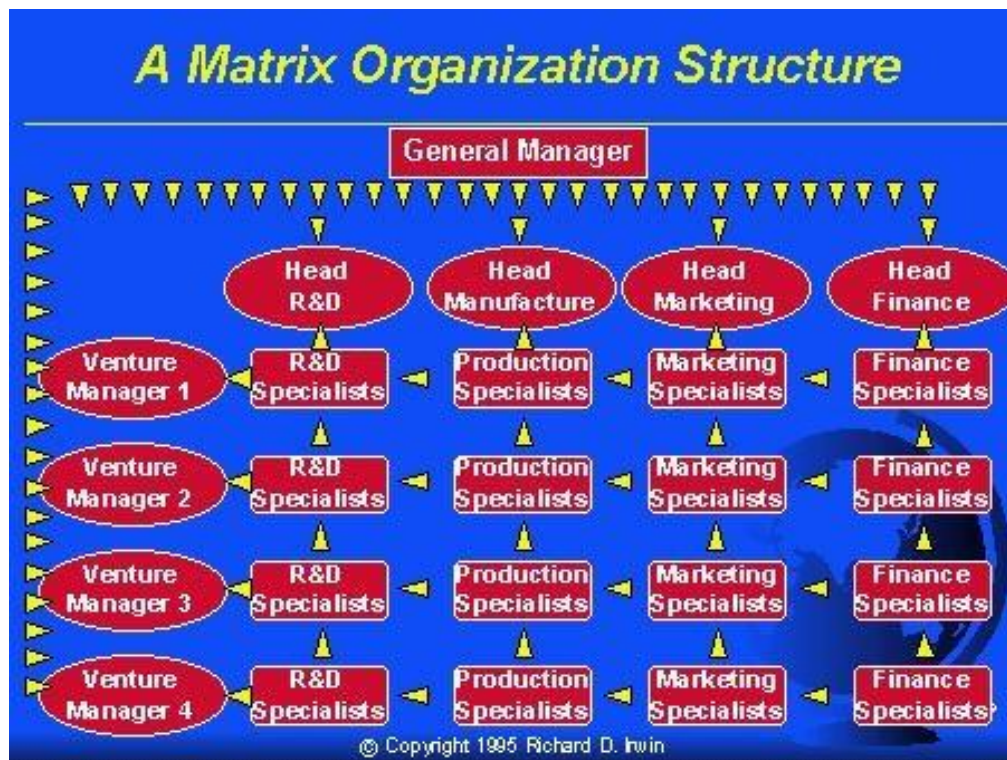 A Matrix Organization Structure
General Manager
Head
R&D
Head
Manufacture
Head
Marketing
Head
Finance
Venture
Manager 1
R&D
Specialists
Production
Specialists
Marketing
Specialists
Finance
Specialists
Venture
Manager 2
R&D
Specialists
Production
Specialists
Marketing
Specialists
Finance
Specialists
Venture
Manager 3
R&D
Specialists
Production
Specialists
Marketing
Specialists
Finance
Specialists
Venture
Manager 4
R&D
Specialists
Production
Specialists
Marketing
Specialists
Finance
Specialists
© Copyright 1995 Richard D. Irwin